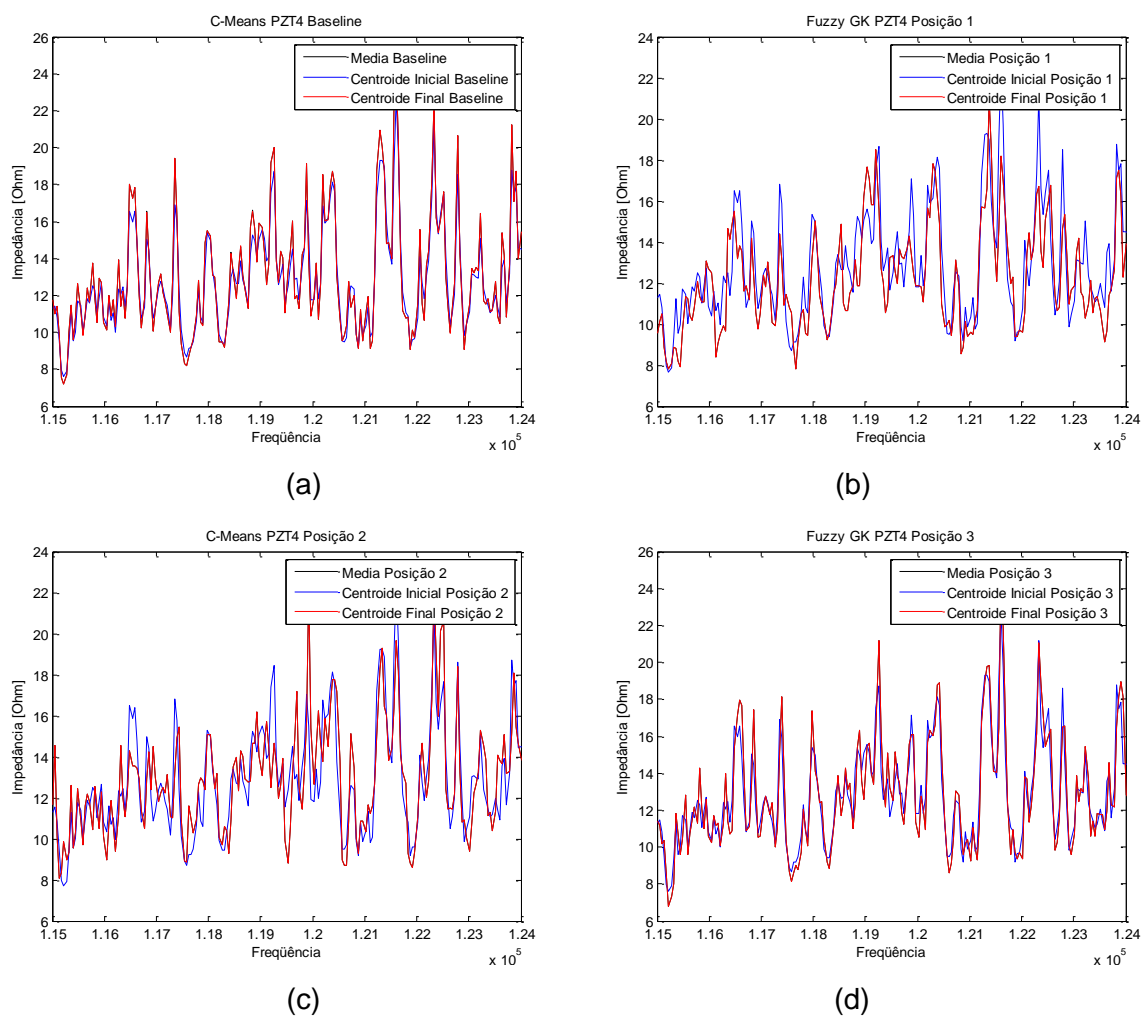 C-Means PZT4 Baseline
26
24
22
20
18
16
14
12
10
8
6
Impedância [Ohm]
Media Baseline
Centroide Inicial Baseline
Centroide Final Baseline
1.15 1.16 1.17 1.18 1.19 1.2 1.21 1.22 1.23 1.24
Freqüência
x 10^5
(a)
Fuzzy GK PZT4 Posição 1
24
22
20
18
16
14
12
10
8
6
Impedância [Ohm]
Media Posição 1
Centroide Inicial Posição 1
Centroide Final Posição 1
1.15 1.16 1.17 1.18 1.19 1.2 1.21 1.22 1.23 1.24
Freqüência
x 10^5
(b)
C-Means PZT4 Posição 2
24
22
20
18
16
14
12
10
8
6
Impedância [Ohm]
Media Posição 2
Centroide Inicial Posição 2
Centroide Final Posição 2
1.15 1.16 1.17 1.18 1.19 1.2 1.21 1.22 1.23 1.24
Freqüência
x 10^5
(c)
Fuzzy GK PZT4 Posição 3
26
24
22
20
18
16
14
12
10
8
6
Impedância [Ohm]
Media Posição 3
Centroide Inicial Posição 3
Centroide Final Posição 3
1.15 1.16 1.17 1.18 1.19 1.2 1.21 1.22 1.23 1.24
Freqüência
x 10^5
(d)